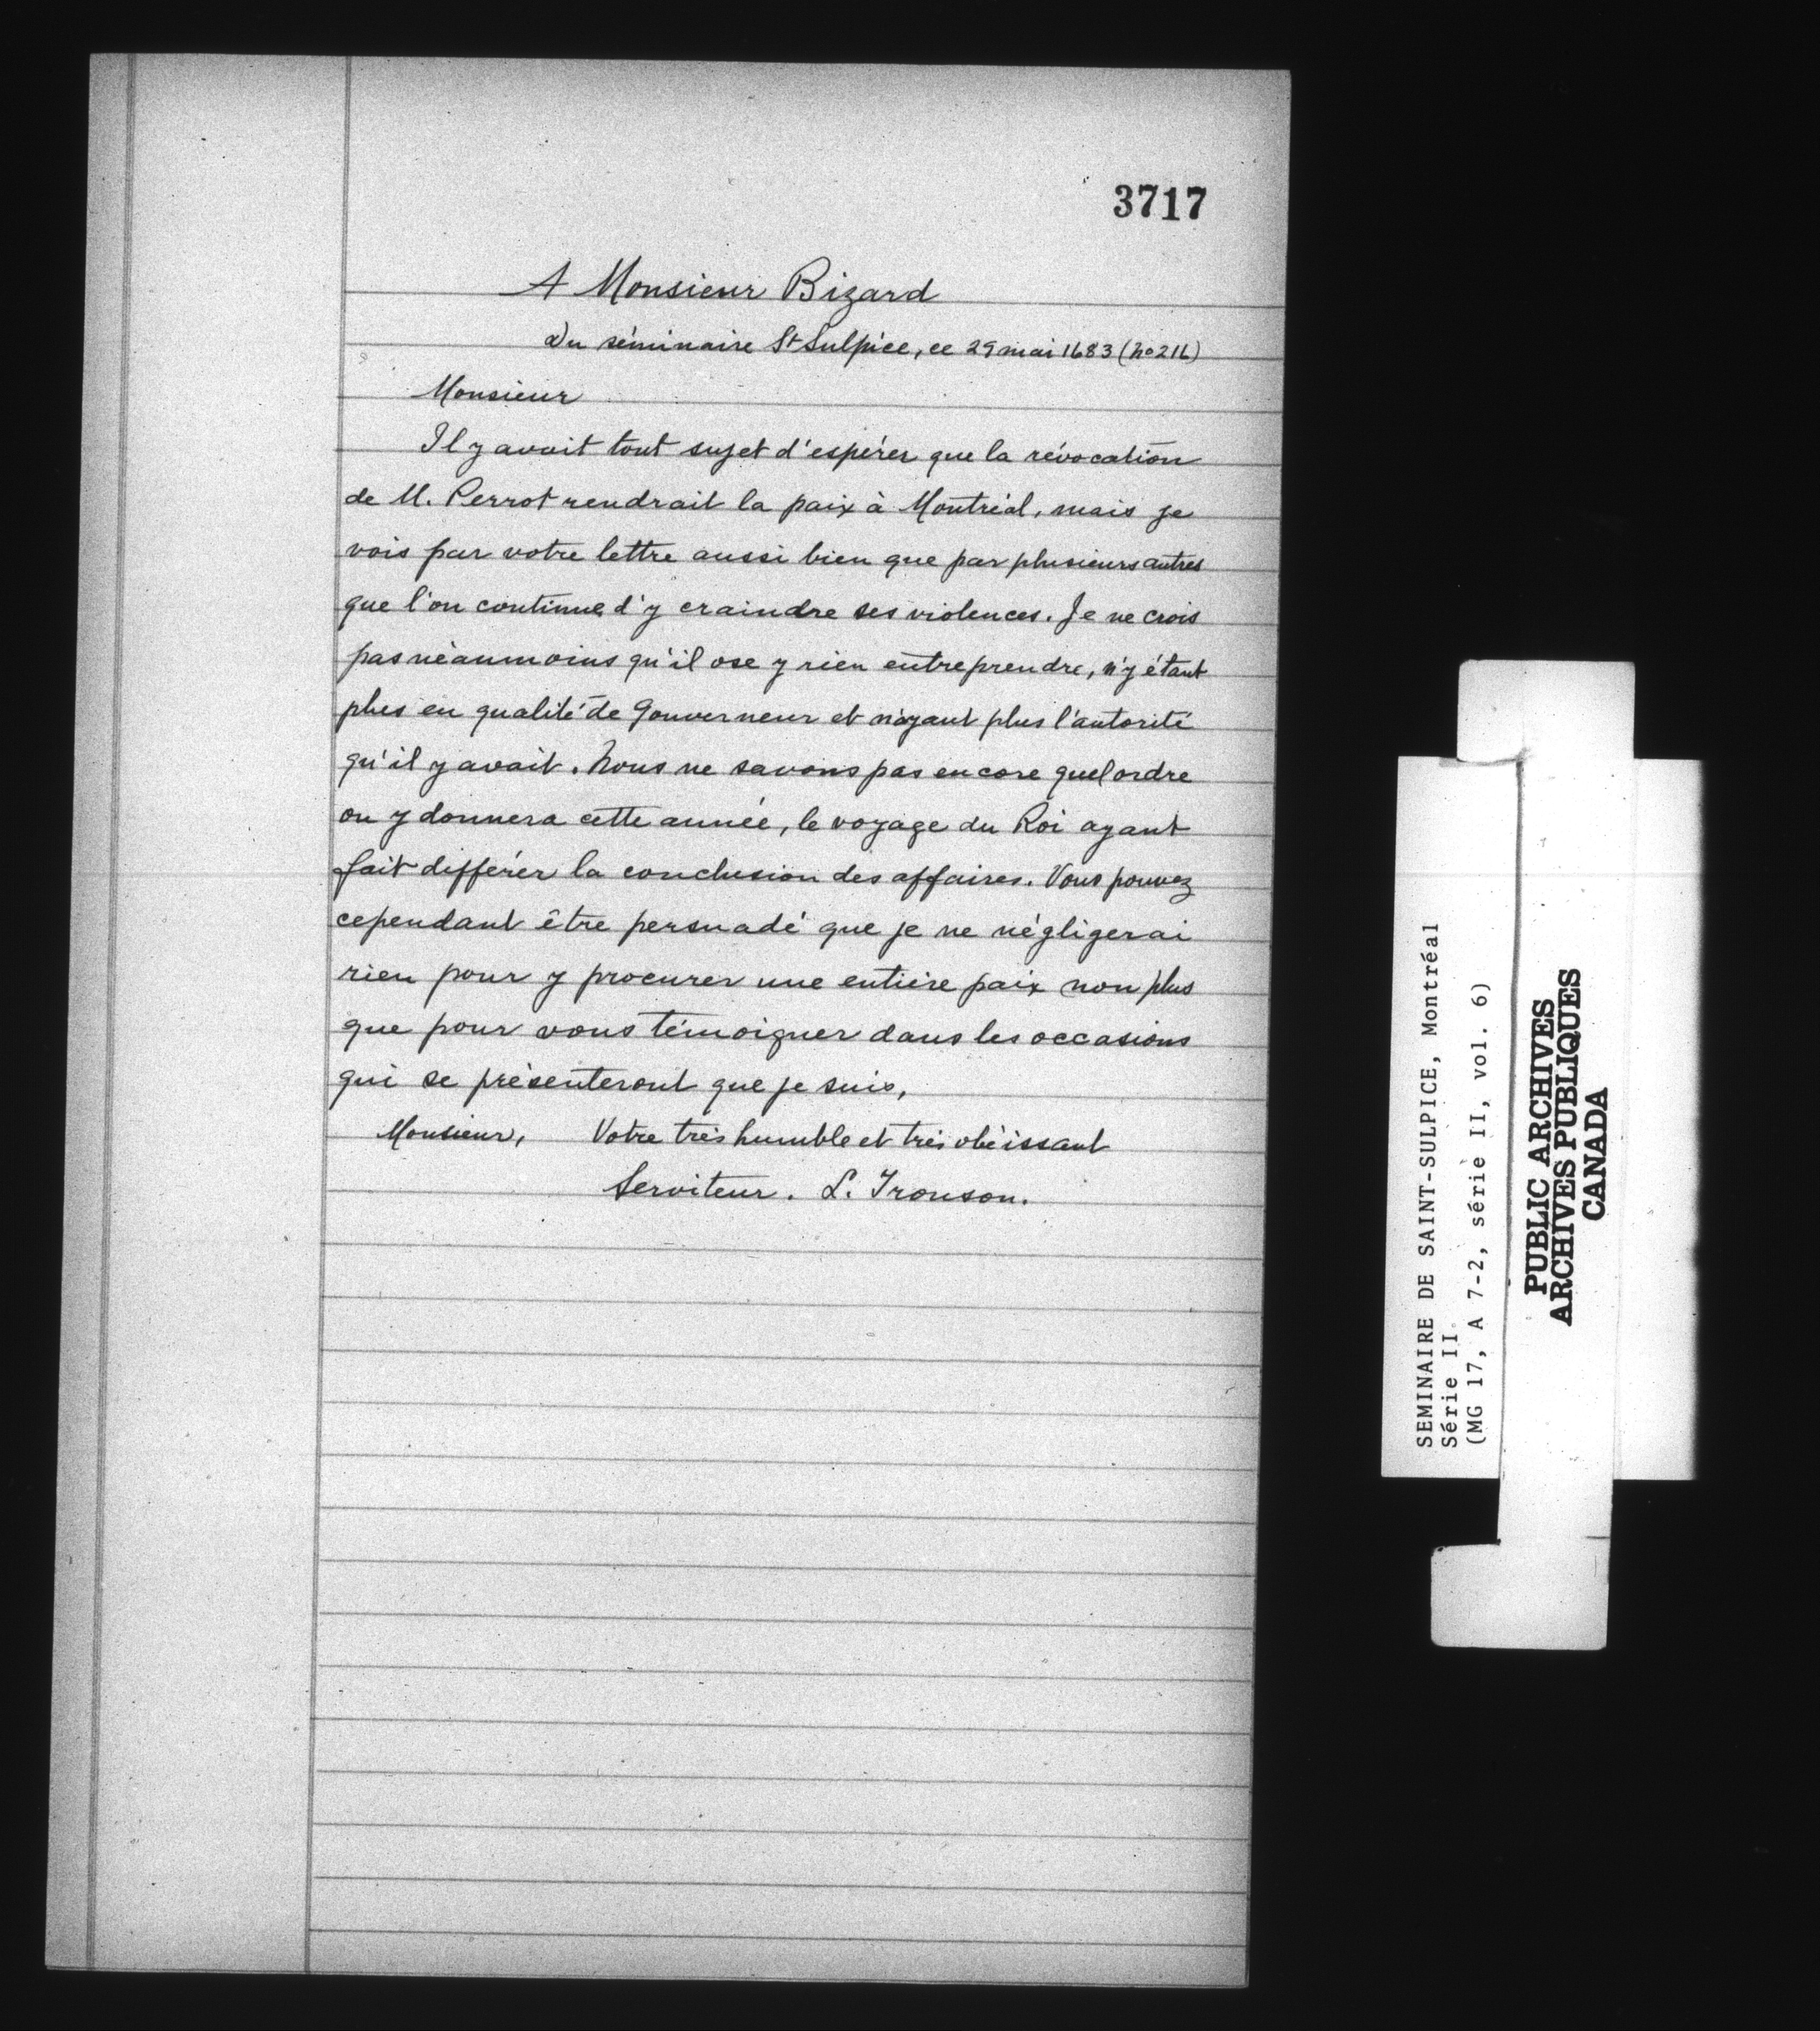 3717
A Monsieur Bizard
Du séminaire St Sulpice, ce 29 mai 1683 (No 216)
Monsieur
Il y avait tout sujet d'espérer que la révocation
de M. Perrot rendrait la paix à Montréal, mais je
vois par votre lettre aussi bien que par plusieurs autres
que l'on continue d'y craindre ses violences. Je ne crois
pas néanmoins qu'il ose y rien entreprendre, n'y étant
plus en qualité de Gouverneur et n'ayant plus l'autorité
qu'il y avait. Nous ne savons pas encore quel ordre
on y donnera cette année, le voyage du Roi ayant
fait différer la conclusion des affaires. Vous pouvez
cependant être persuadé que je ne négligerai
rien pour y procurer une entière paix non plus
que pour vous témoigner dans les occasions
qui se présenteront que je suis,
Monsieur, Votre très humble et très obéissant
Serviteur. L. Tronson.
SEMINAIRE DE SAINT-SULPICE, Montréal
Série II
(MG 17, A 7-2, série II, vol. 6)
PUBLIC ARCHIVES
ARCHIVES PUBLIQUES
CANADA